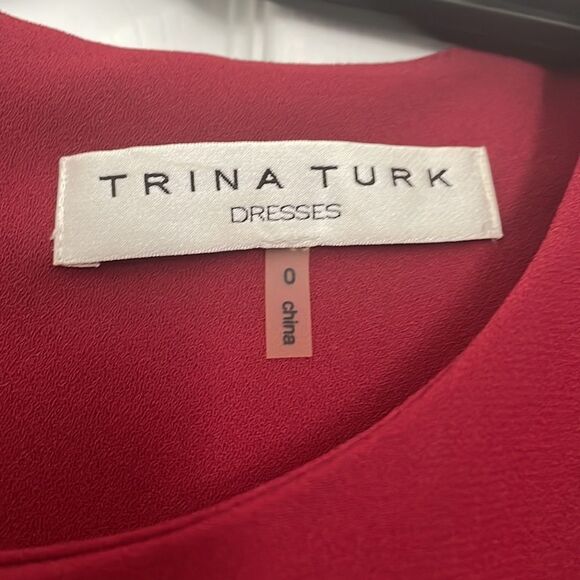 TRINA TURK
DRESSES
0
china